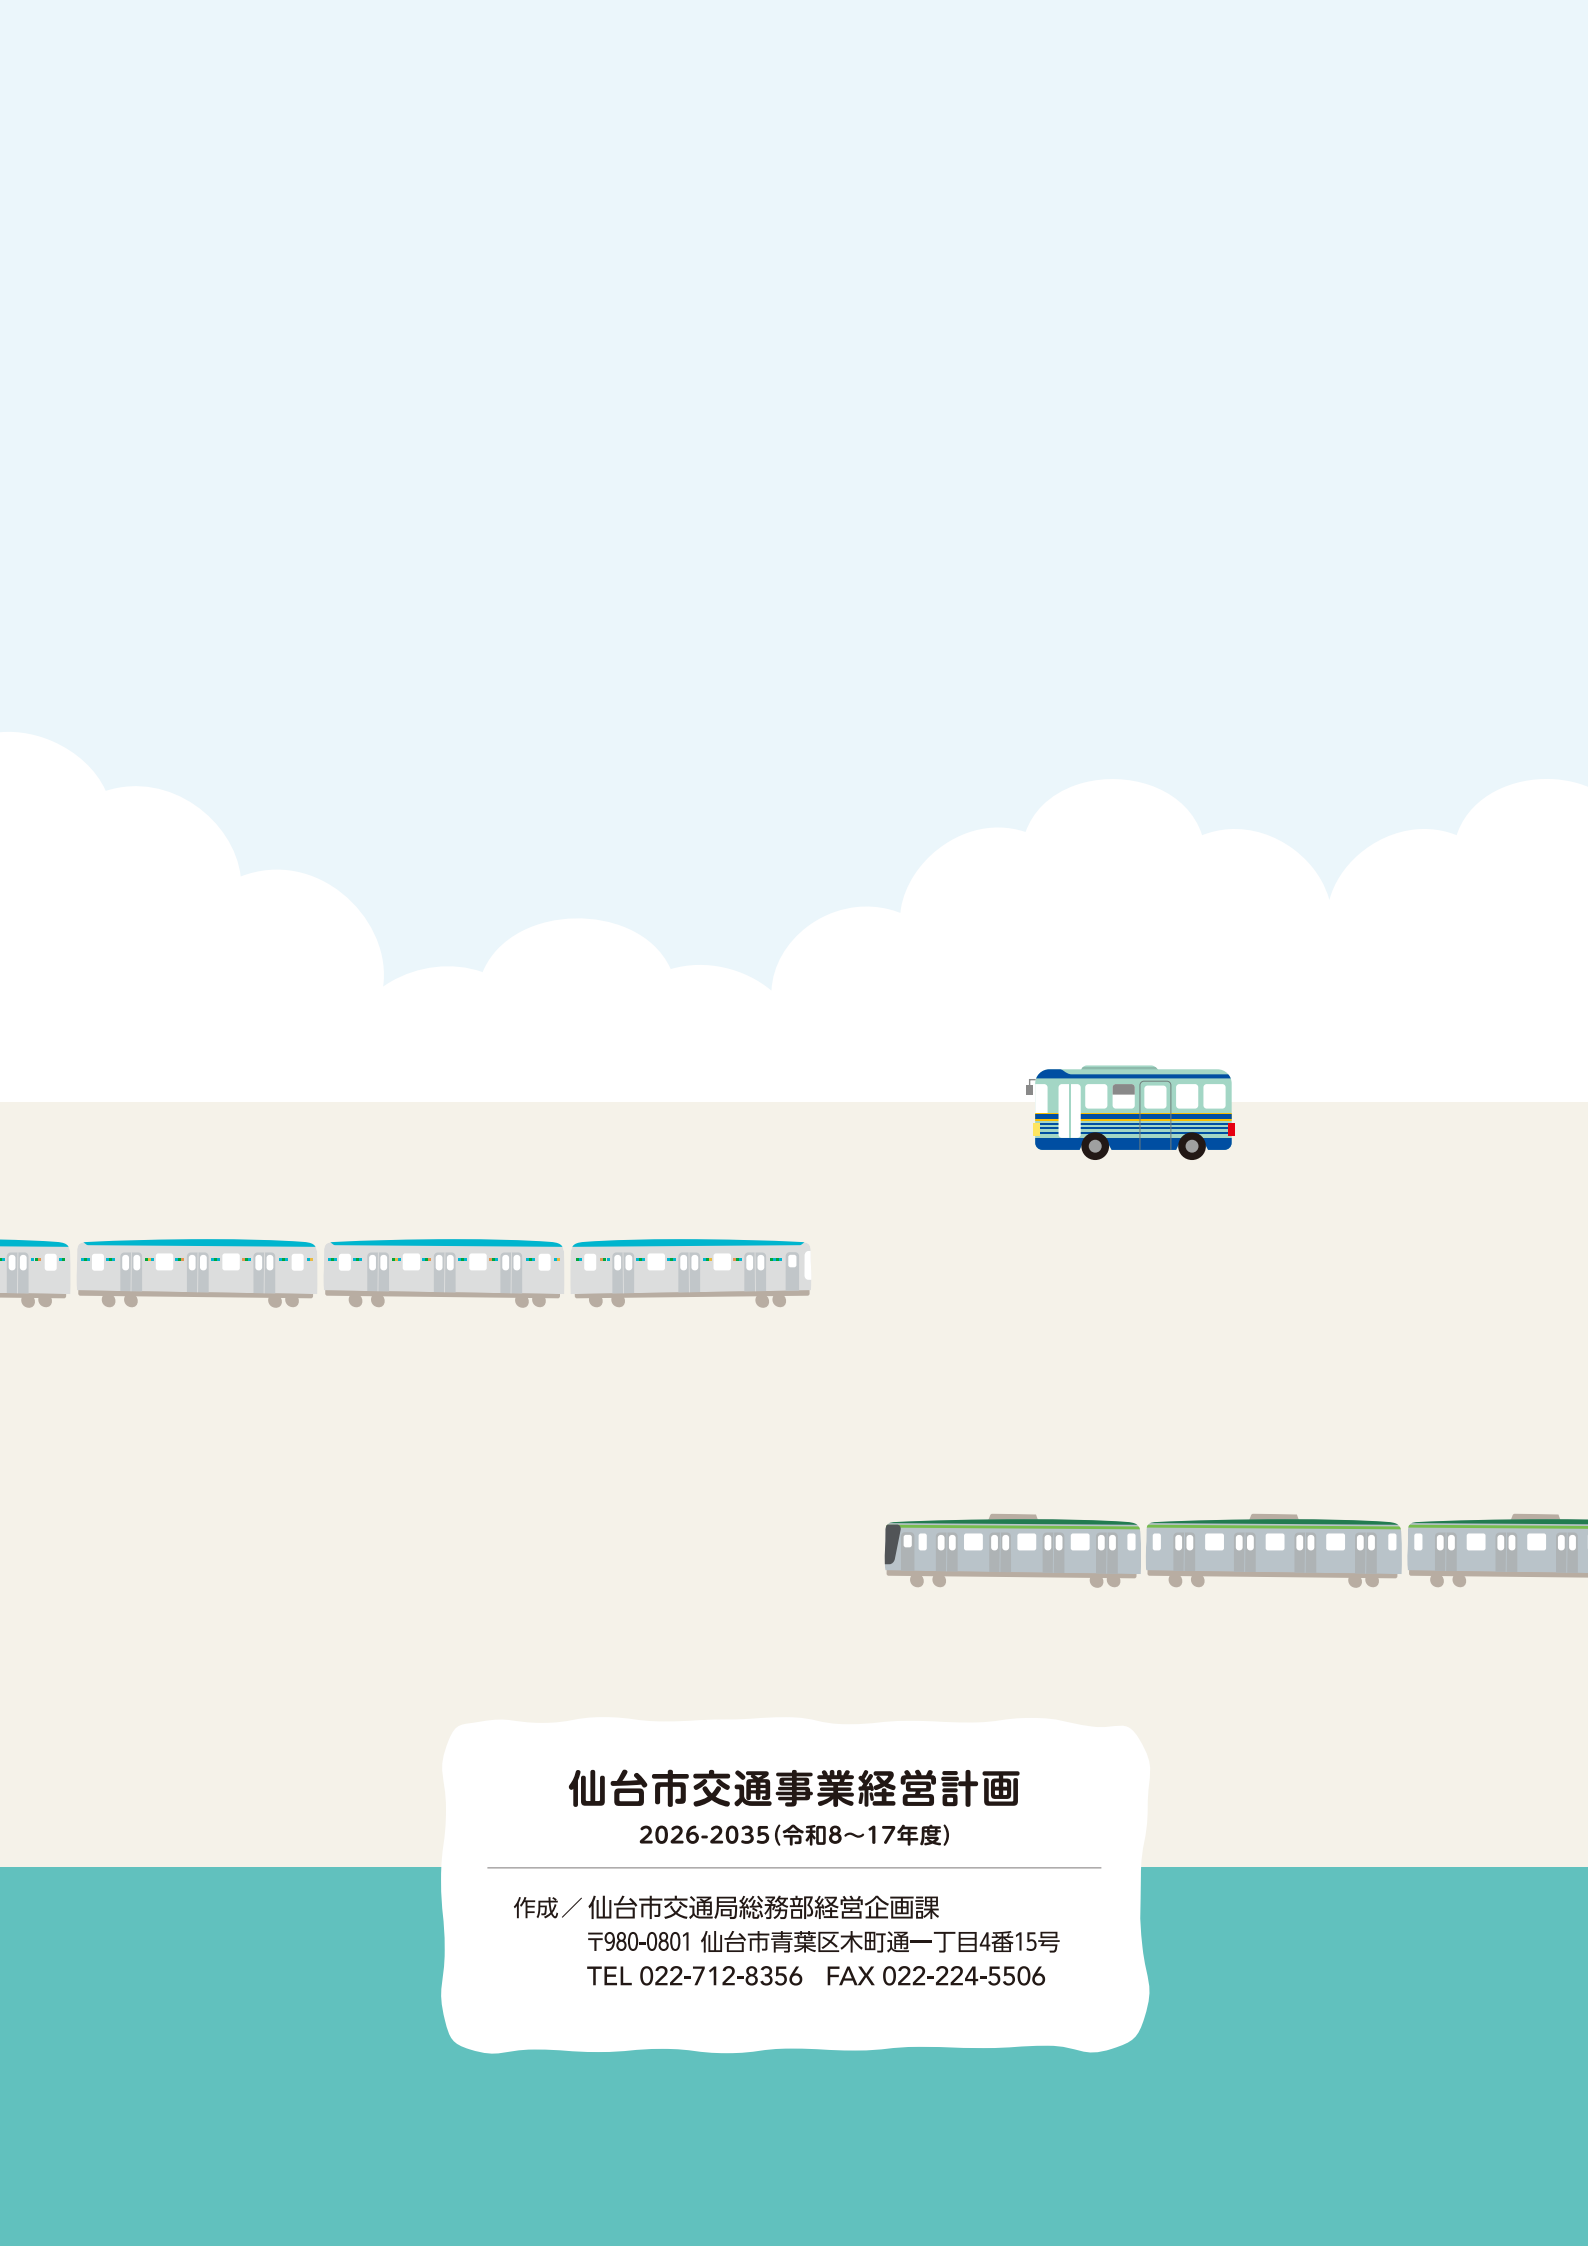 仙台市交通事業経営計画
2026-2035（令和8～17年度）
作成／仙台市交通局総務部経営企画課
〒980-0801 仙台市青葉区木町通一丁目4番15号
TEL 022-712-8356　FAX 022-224-5506